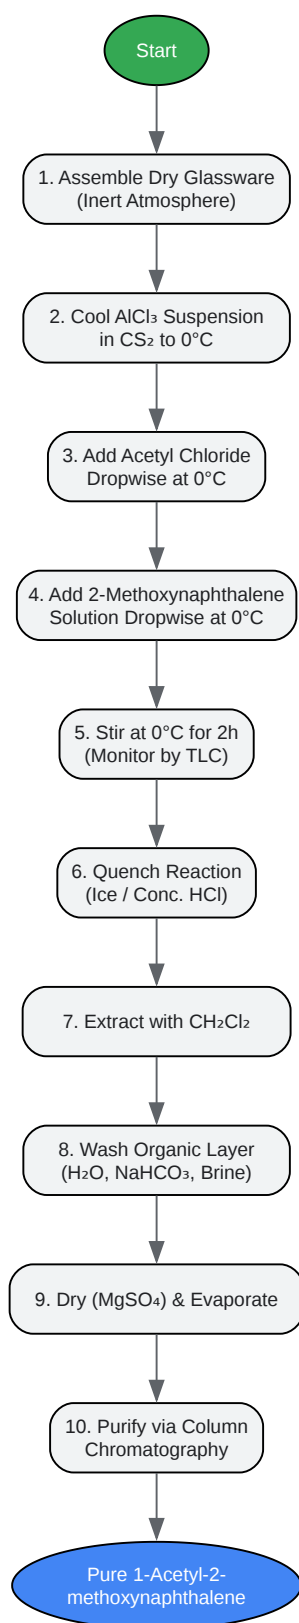 Start
1. Assemble Dry Glassware
(Inert Atmosphere)
2. Cool AlCl₃ Suspension
in CS₂ to 0°C
3. Add Acetyl Chloride
Dropwise at 0°C
4. Add 2-Methoxynaphthalene
Solution Dropwise at 0°C
5. Stir at 0°C for 2h
(Monitor by TLC)
6. Quench Reaction
(Ice / Conc. HCl)
7. Extract with CH₂Cl₂
8. Wash Organic Layer
(H₂O, NaHCO₃, Brine)
9. Dry (MgSO₄) & Evaporate
10. Purify via Column
Chromatography
Pure 1-Acetyl-2-
methoxynaphthalene